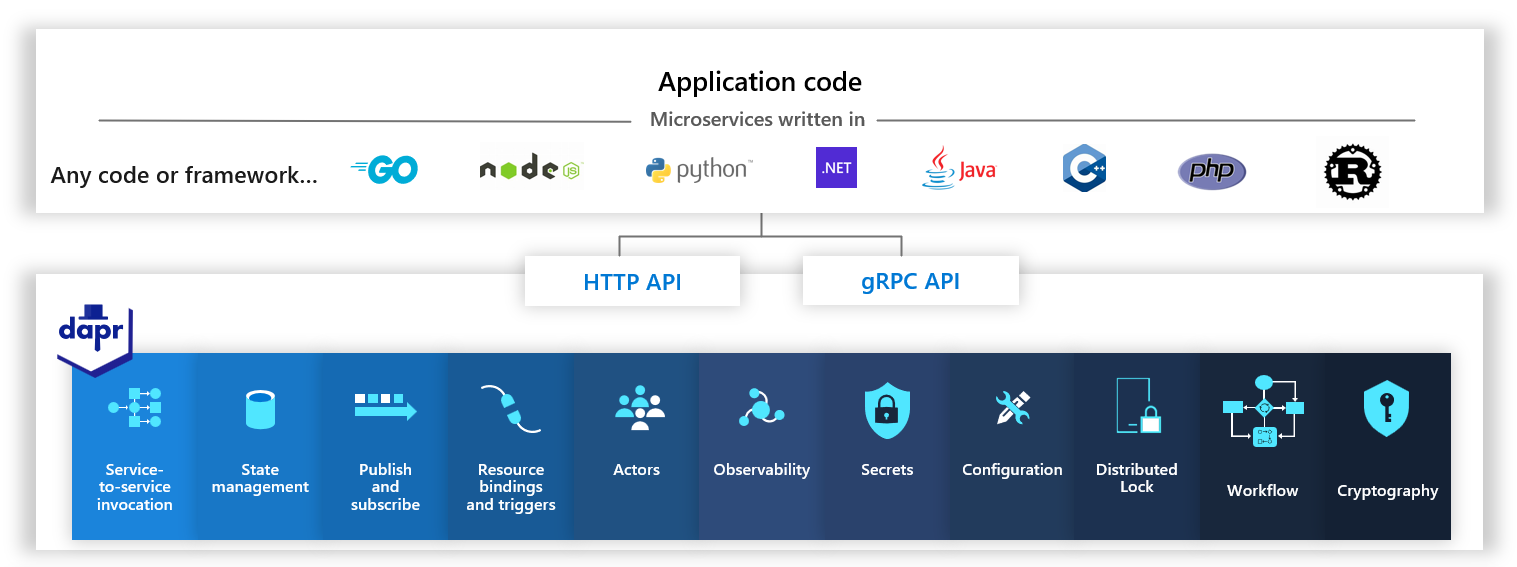 Application code
Microservices written in
Any code or framework...
GO
node
JS
python™
.NET
Java
C++
php
R
HTTP API
gRPC API
dapr
Service-
to-service
invocation
State
management
Publish
and
subscribe
Resource
bindings
and triggers
Actors
Observability
Secrets
Configuration
Distributed
Lock
Workflow
Cryptography